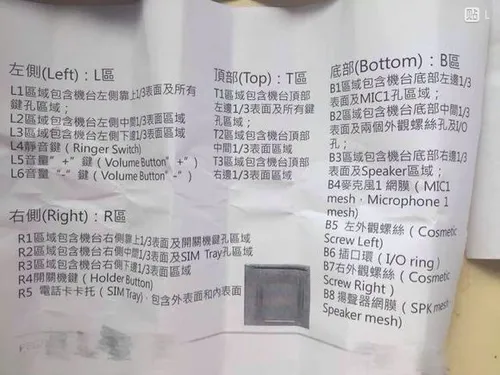 左側(Left)：L區
L1區域包含機台左側靠上1/3表面及所有
鍵孔區域；
L2區域包含機台左側中間1/3表面區域
L3區域包含機台左側下邊1/3表面區域
L4靜音鍵(Ringer Switch)
L5音量“+”鍵(Volume Button“+”)
L6音量“-”鍵(Volume Button“-”)
右側(Right)：R區
R1區域包含機台右側靠上1/3表面及開關機鍵孔區域
R2區域包含機台右側中間1/3表面及SIM Tray孔區域；
R3區域包含機台右側下邊1/3表面區域
R4開關機鍵(Holder Button)
R5 電話卡卡托(SIM Tray)，包含外表面和內表面
頂部(Top)：T區
T1區域包含機台頂部
左邊1/3表面及所有鍵
孔區域；
T2區域包含機台頂部
中間1/3表面區域
T3區域包含機台頂部
右邊1/3表面區域
底部(Bottom)：B區
B1區域包含機台底部左邊1/3
表面及MIC1孔區域；
B2區域包含機台底部中間1/3
表面及兩個外觀螺絲孔及I/O
孔；
B3區域包含機台底部右邊1/3
表面及Speaker區域；
B4麥克風1網膜(MIC1
mesh，Microphone 1
mesh)
B5 左外觀螺絲(Cosmetic
Screw Left)
B6 插口環(I/O ring)
B7右外觀螺絲(Cosmetic
Screw Right)
B8 揚聲器網膜(SPK mesh，
Speaker mesh)